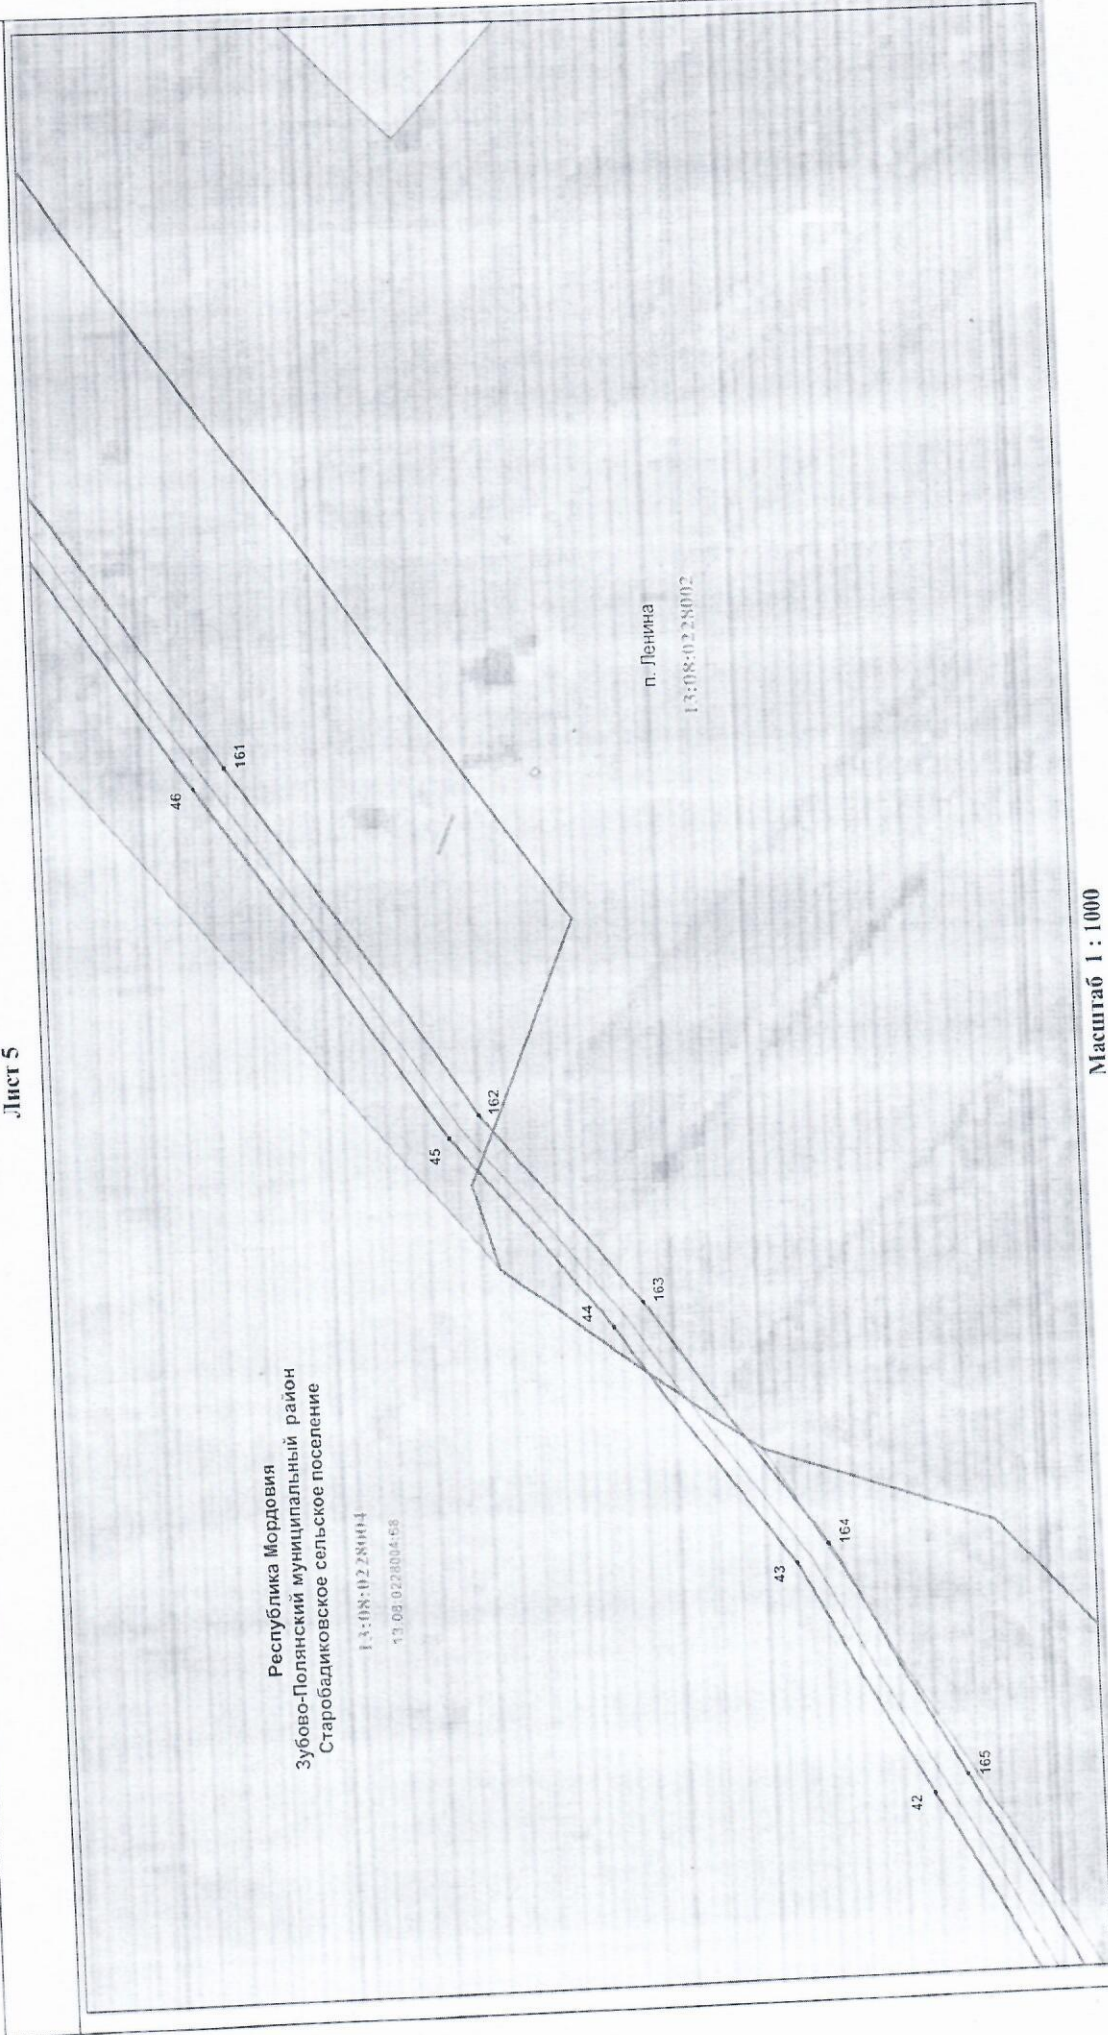 Лист 5
46
161
45
162
44
163
п. Ленина
13:08:0228002
Республика Мордовия
Зубово-Полянский муниципальный район
Старобадиковское сельское поселение
13:08:0228004
13:08:0228004:68
43
164
42
165
Масштаб 1 : 1000